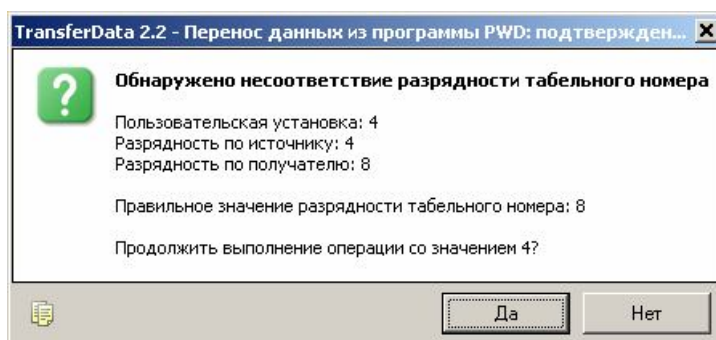 TransferData 2.2 - Перенос данных из программы PWD: подтвержден...
Обнаружено несоответствие разрядности табельного номера
Пользовательская установка: 4
Разрядность по источнику: 4
Разрядность по получателю: 8
Правильное значение разрядности табельного номера: 8
Продолжить выполнение операции со значением 4?
Да
Нет